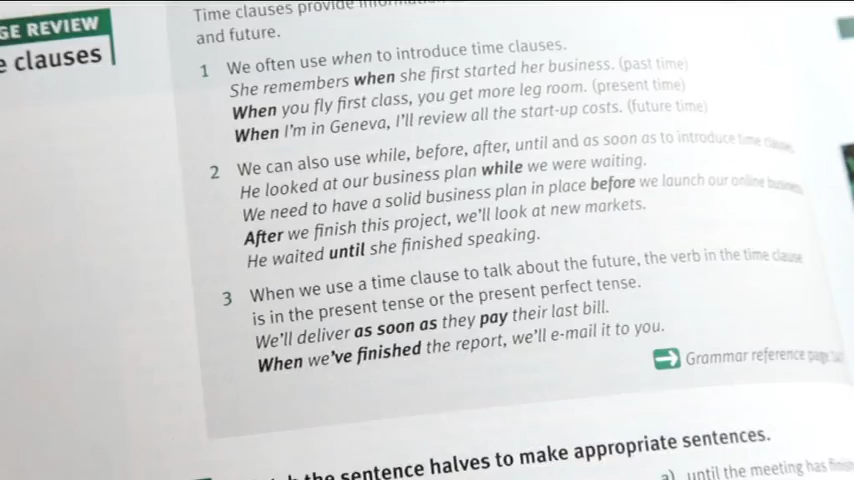 GE REVIEW
e clauses
Time clauses provide
and future.
1 We often use when to introduce time clauses.
She remembers when she first started her business. (past time)
When you fly first class, you get more leg room. (present time)
When I'm in Geneva, I'll review all the start-up costs. (future time)
2 We can also use while, before, after, until and as soon as to introduce time
He looked at our business plan while we were waiting.
We need to have a solid business plan in place before we launch our online business
After we finish this project, we'll look at new markets.
He waited until she finished speaking.
3 When we use a time clause to talk about the future, the verb in the time clause
is in the present tense or the present perfect tense.
We'll deliver as soon as they pay their last bill.
When we've finished the report, we'll e-mail it to you.
Grammar reference page
the sentence halves to make appropriate sentences.
a) until the meeting has